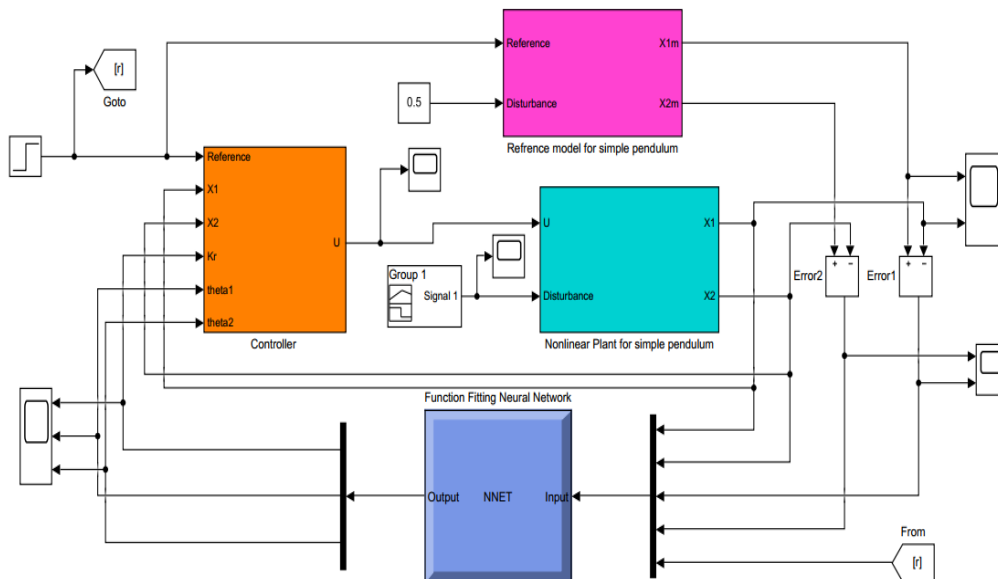 [r]
Goto
Reference
X1m
0.5
Disturbance
X2m
Refrence model for simple pendulum
Reference
X1
X2
Kr
U
theta1
theta2
Controller
Group 1
Signal 1
U
X1
Disturbance
X2
Nonlinear Plant for simple pendulum
+ −
Error2
+ −
Error1
Function Fitting Neural Network
Output
NNET
Input
From
[r]